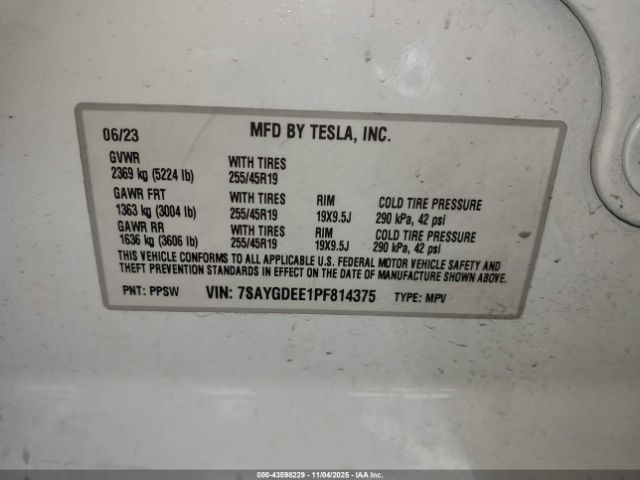 06/23 MFD BY TESLA, INC.
GVWR WITH TIRES
2369 kg (5224 lb) 255/45R19
GAWR FRT WITH TIRES RIM COLD TIRE PRESSURE
1363 kg (3004 lb) 255/45R19 19X9.5J 290 kPa, 42 psi
GAWR RR WITH TIRES RIM COLD TIRE PRESSURE
1636 kg (3606 lb) 255/45R19 19X9.5J 290 kPa, 42 psi
THIS VEHICLE CONFORMS TO ALL APPLICABLE U.S. FEDERAL MOTOR VEHICLE SAFETY AND
THEFT PREVENTION STANDARDS IN EFFECT ON THE DATE OF MANUFACTURE SHOWN ABOVE.
PNT: PPSW VIN: 7SAYGDEE1PF814375 TYPE: MPV
000-43598229 - 11/04/2025 - IAA Inc.